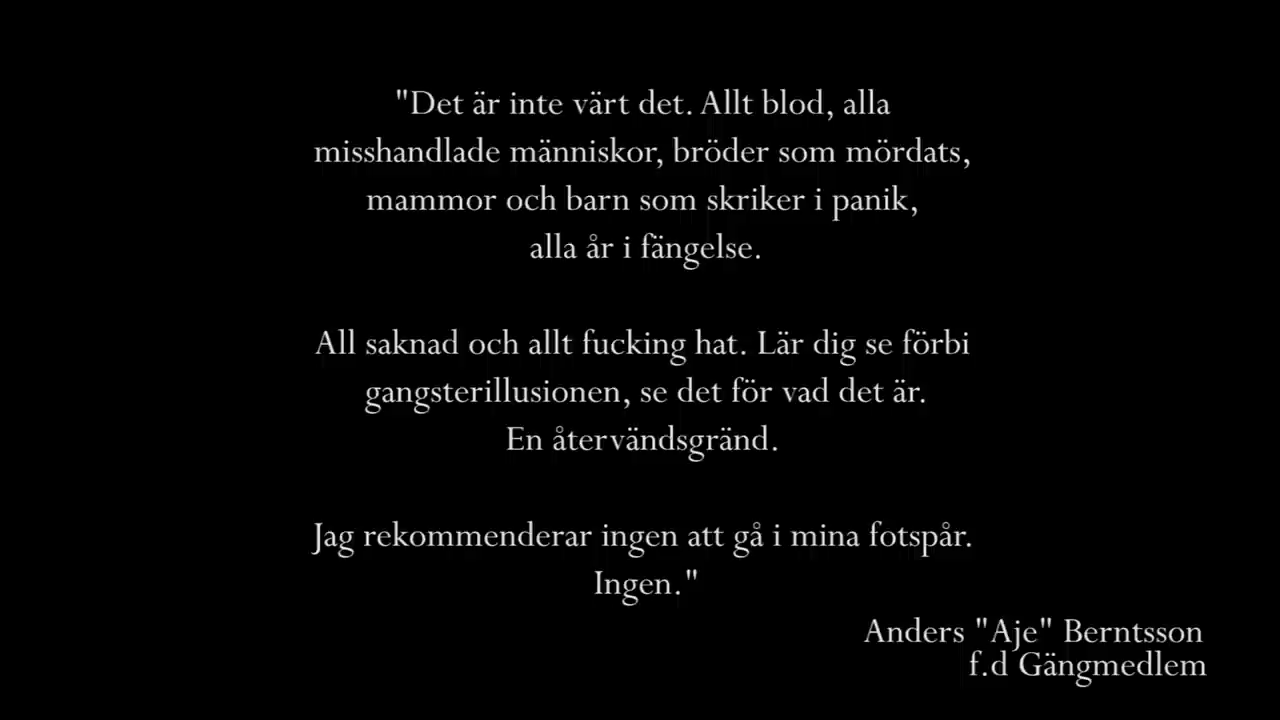 "Det är inte värt det. Allt blod, alla
misshandlade människor, bröder som mördats,
mammor och barn som skriker i panik,
alla år i fängelse.
All saknad och allt fucking hat. Lär dig se förbi
gangsterillusionen, se det för vad det är.
En återvändsgränd.
Jag rekommenderar ingen att gå i mina fotspår.
Ingen."
Anders "Aje" Berntsson
f.d Gängmedlem